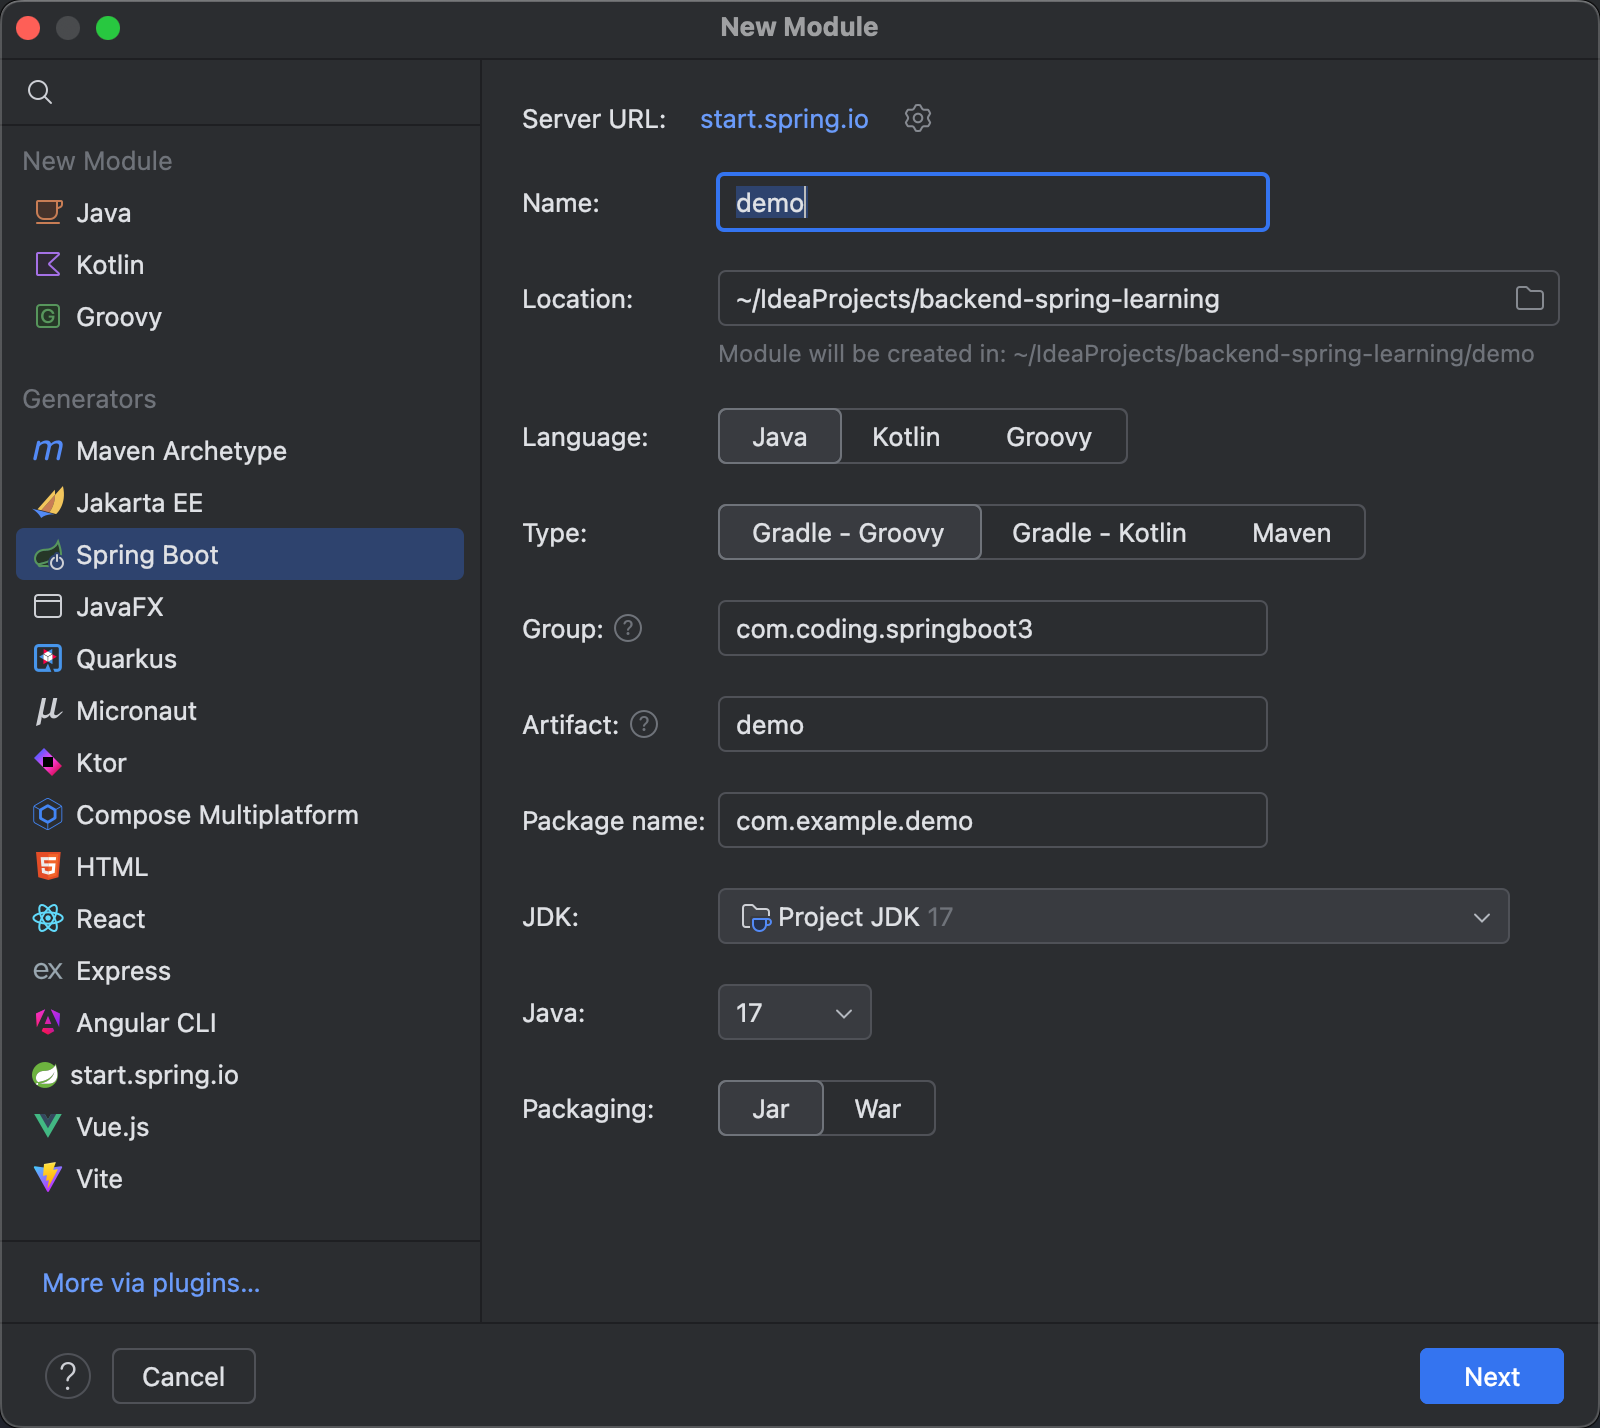 New Module
New Module
Java
Kotlin
Groovy
Generators
Maven Archetype
Jakarta EE
Spring Boot
JavaFX
Quarkus
Micronaut
Ktor
Compose Multiplatform
HTML
React
Express
Angular CLI
start.spring.io
Vue.js
Vite
More via plugins...
Server URL: start.spring.io
Name: demo
Location: ~/IdeaProjects/backend-spring-learning
Module will be created in: ~/IdeaProjects/backend-spring-learning/demo
Language: Java Kotlin Groovy
Type: Gradle - Groovy Gradle - Kotlin Maven
Group: ? com.coding.springboot3
Artifact: ? demo
Package name: com.example.demo
JDK: Project JDK 17
Java: 17
Packaging: Jar War
? Cancel Next